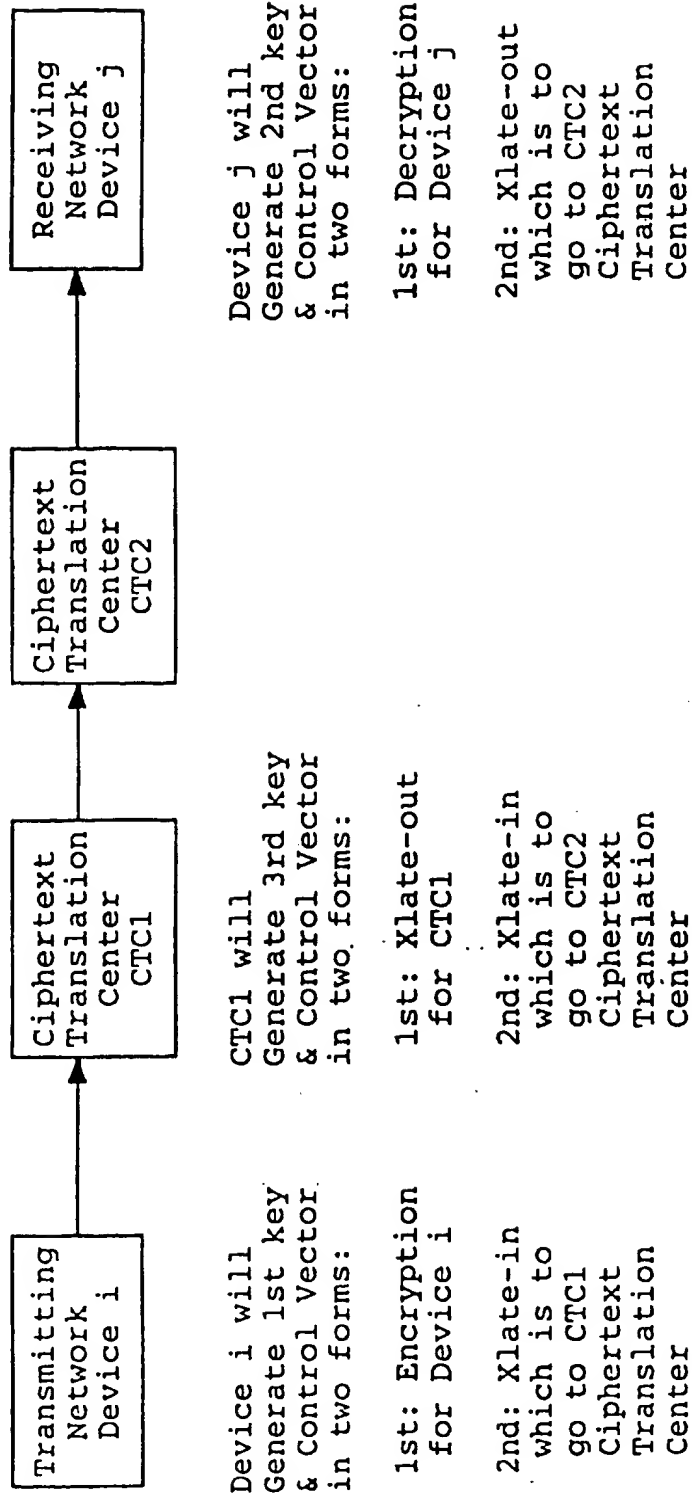 Transmitting
Network
Device i
Ciphertext
Translation
Center
CTC1
Ciphertext
Translation
Center
CTC2
Receiving
Network
Device j
Device i will
Generate 1st key
& Control Vector
in two forms:
1st: Encryption
for Device i
2nd: Xlate-in
which is to
go to CTC1
Ciphertext
Translation
Center
CTC1 will
Generate 3rd key
& Control Vector
in two forms:
1st: Xlate-out
for CTC1
2nd: Xlate-in
which is to
go to CTC2
Ciphertext
Translation
Center
Device j will
Generate 2nd key
& Control Vector
in two forms:
1st: Decryption
for Device j
2nd: Xlate-out
which is to
go to CTC2
Ciphertext
Translation
Center